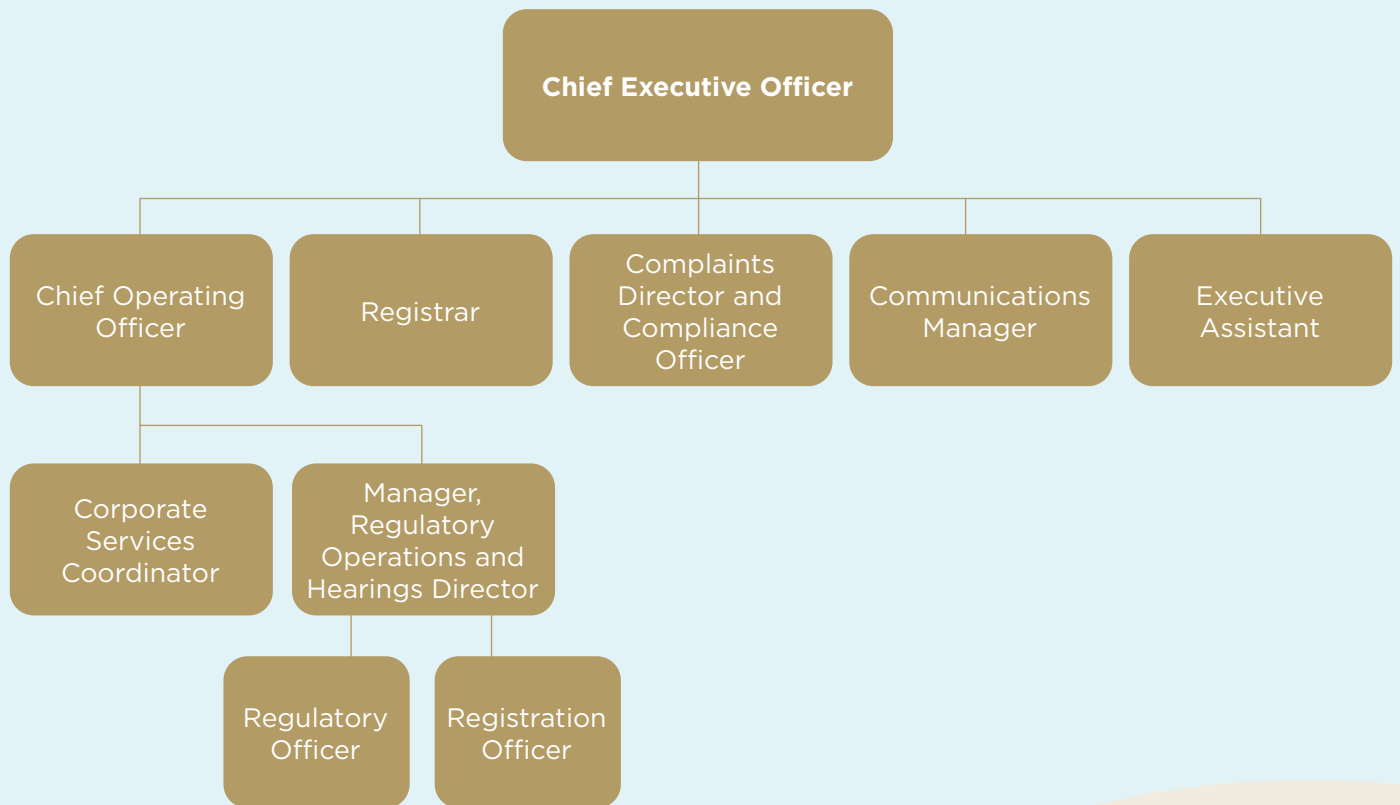 Chief Executive Officer
Chief Operating
Officer
Registrar
Complaints
Director and
Compliance
Officer
Communications
Manager
Executive
Assistant
Corporate
Services
Coordinator
Manager,
Regulatory
Operations and
Hearings Director
Regulatory
Officer
Registration
Officer